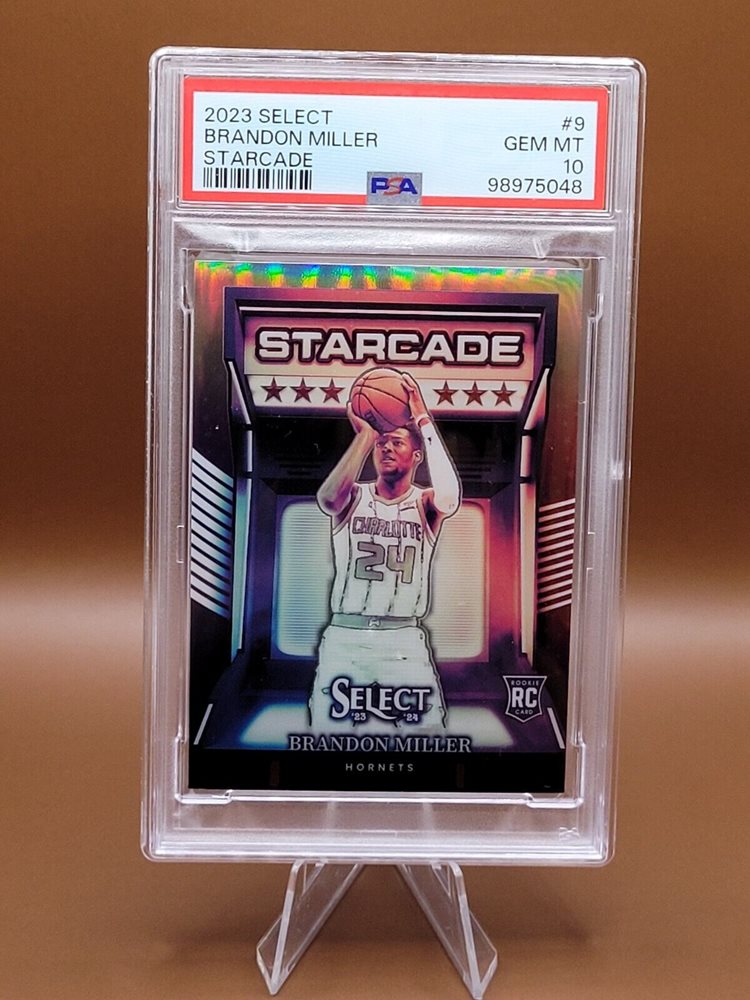 2023 SELECT #9
BRANDON MILLER GEM MT
STARCADE 10
PSA 98975048
STARCADE
CHARLOTTE
24
SELECT
'23 '24
ROOKIE
RC
CARD
BRANDON MILLER
HORNETS